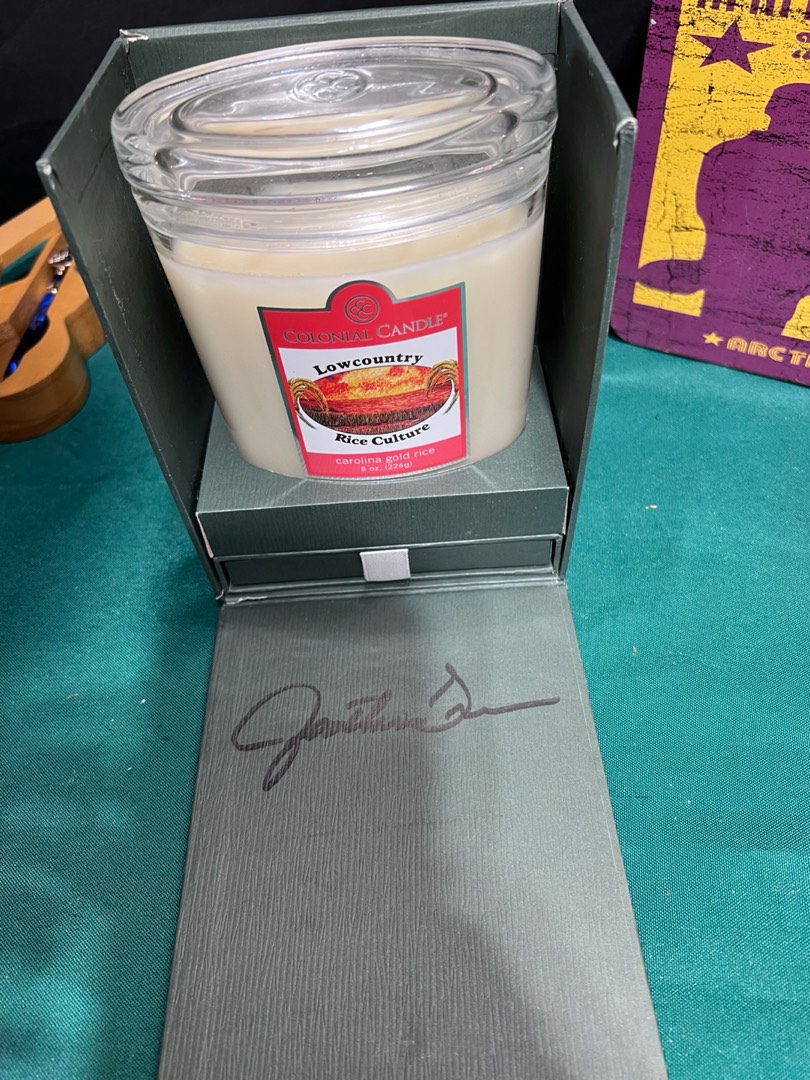 COLONIAL CANDLE®
Lowcountry
Rice Culture
carolina gold rice
8 oz. (226g)